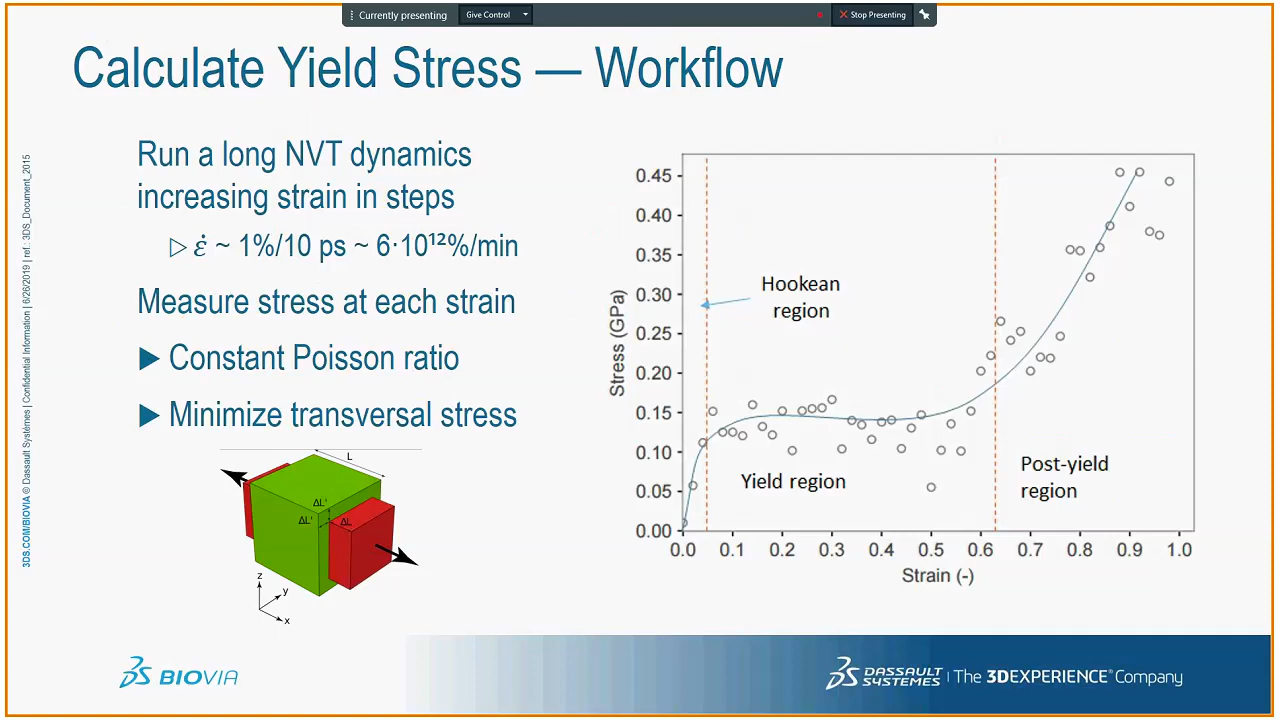 Currently presenting
Give Control
Stop Presenting
Calculate Yield Stress — Workflow
Run a long NVT dynamics
increasing strain in steps
▷ ε̇ ~ 1%/10 ps ~ 6·10¹²%/min
Measure stress at each strain
▶ Constant Poisson ratio
▶ Minimize transversal stress
L
ΔL'
ΔL'
ΔL
z
y
x
Stress (GPa)
0.45
0.40
0.35
0.30
0.25
0.20
0.15
0.10
0.05
0.00
Hookean
region
Yield region
Post-yield
region
0.0 0.1 0.2 0.3 0.4 0.5 0.6 0.7 0.8 0.9 1.0
Strain (-)
3DS.COM/BIOVIA © Dassault Systèmes | Confidential Information | 6/26/2019 | ref.: 3DS_Document_2015
3DS BIOVIA
3DS DASSAULT SYSTEMES | The 3DEXPERIENCE® Company